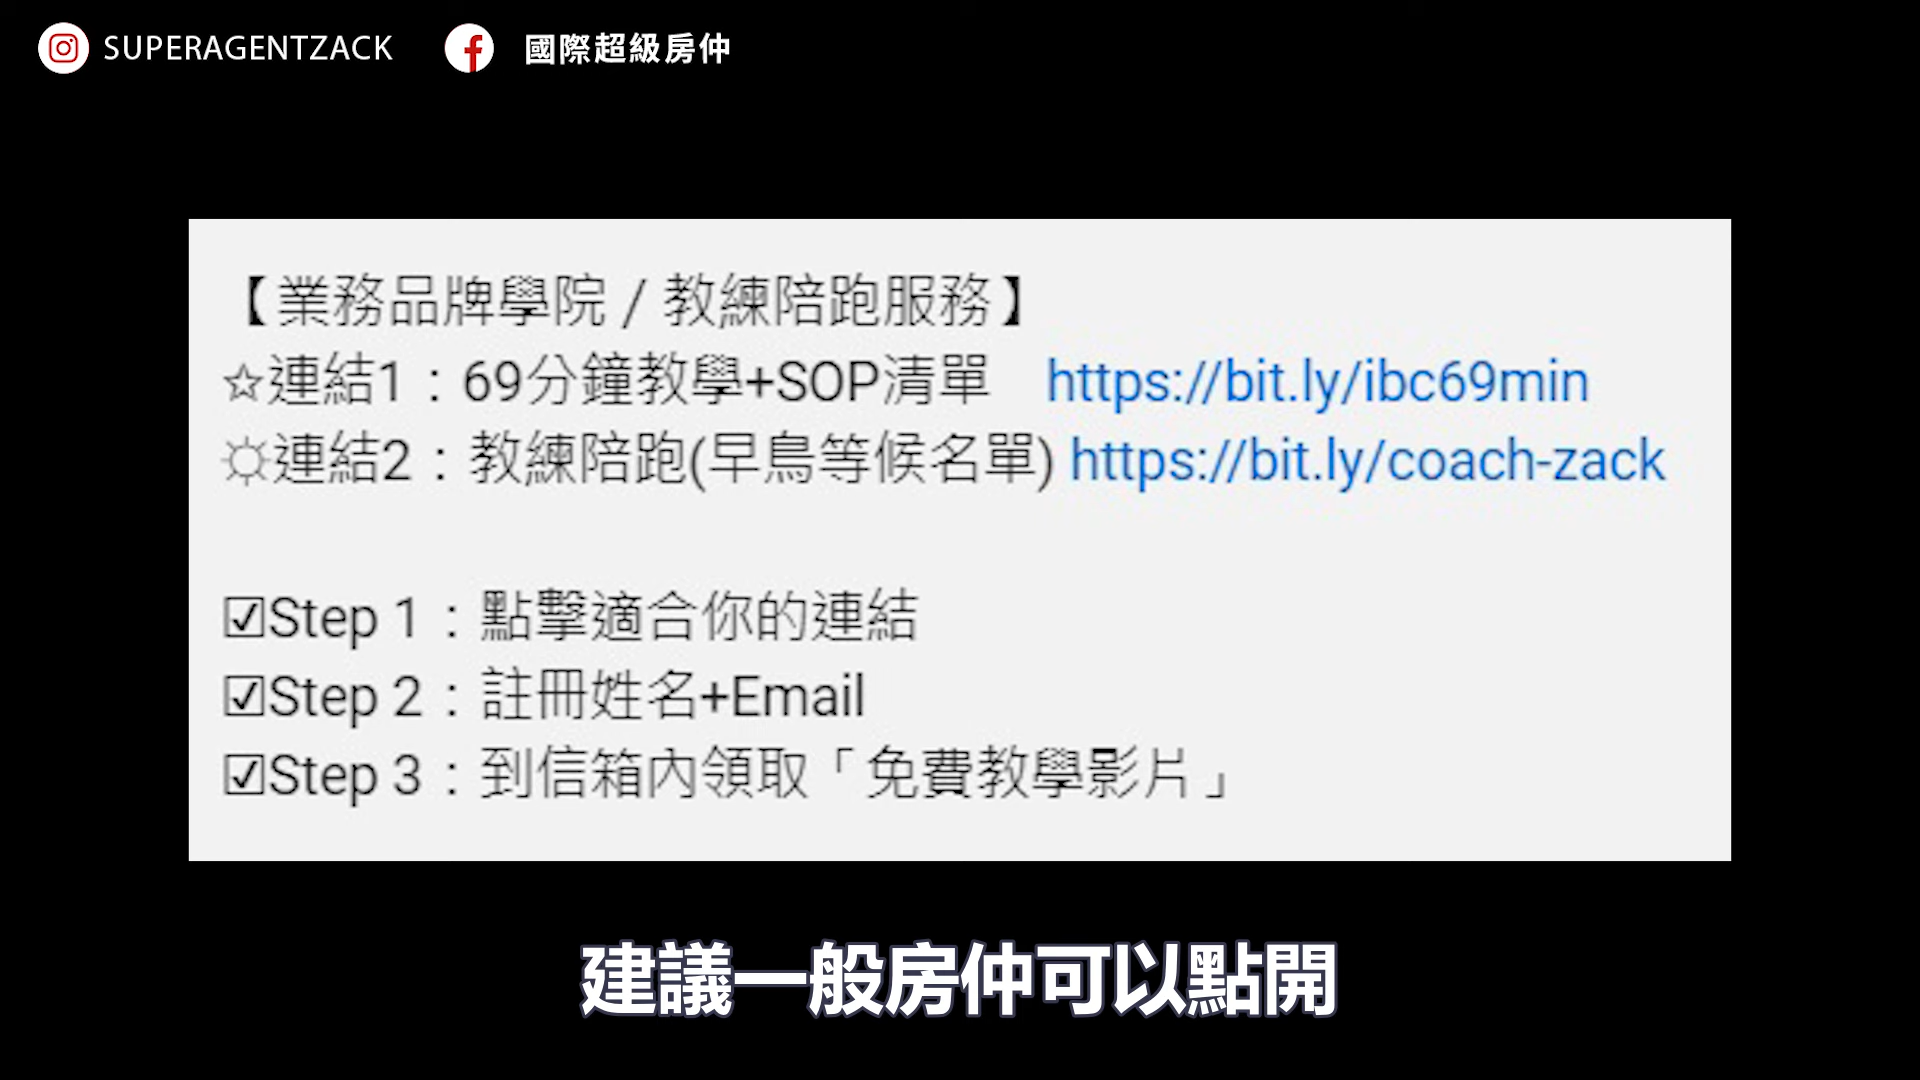 SUPERAGENTZACK 國際超級房仲
【業務品牌學院 / 教練陪跑服務】
☆連結1：69分鐘教學+SOP清單 https://bit.ly/ibc69min
☼連結2：教練陪跑(早鳥等候名單) https://bit.ly/coach-zack
☑Step 1：點擊適合你的連結
☑Step 2：註冊姓名+Email
☑Step 3：到信箱內領取「免費教學影片」
建議一般房仲可以點開